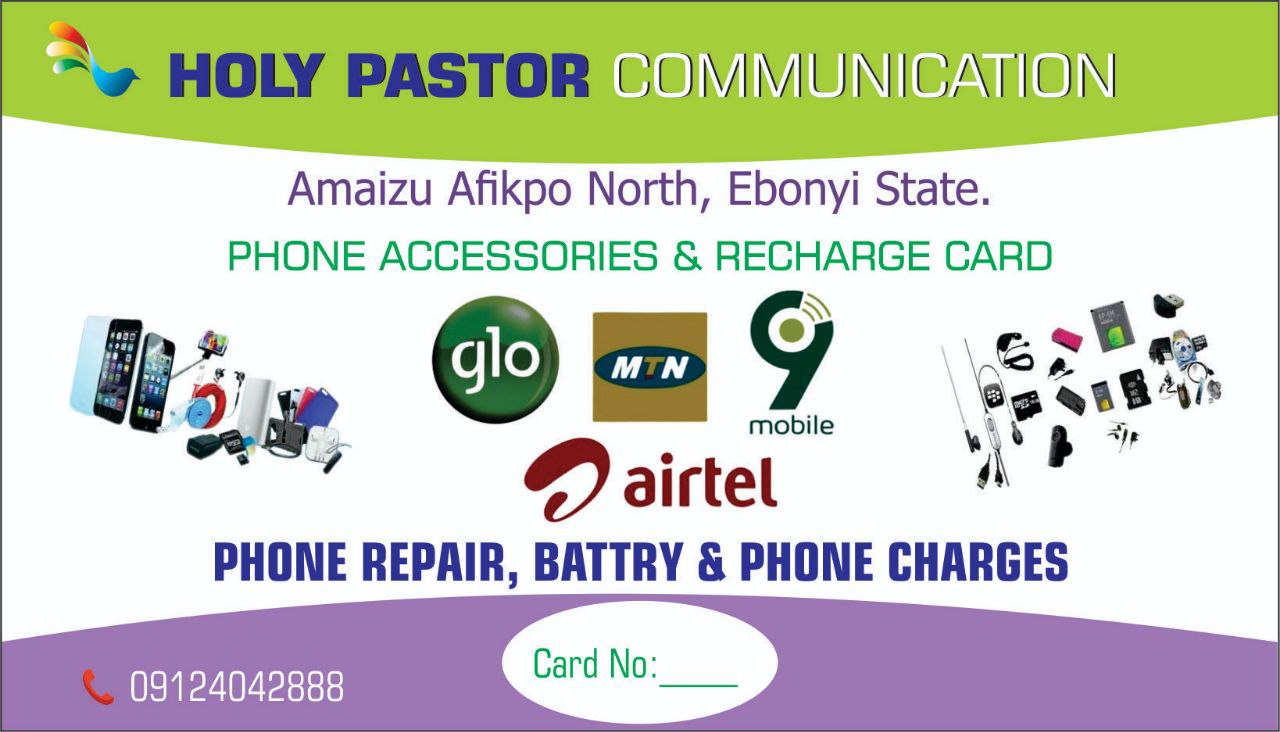 HOLY PASTOR COMMUNICATION
Amaizu Afikpo North, Ebonyi State.
PHONE ACCESSORIES & RECHARGE CARD
glo
MTN
9
mobile
airtel
PHONE REPAIR, BATTRY & PHONE CHARGES
Card No:____
09124042888